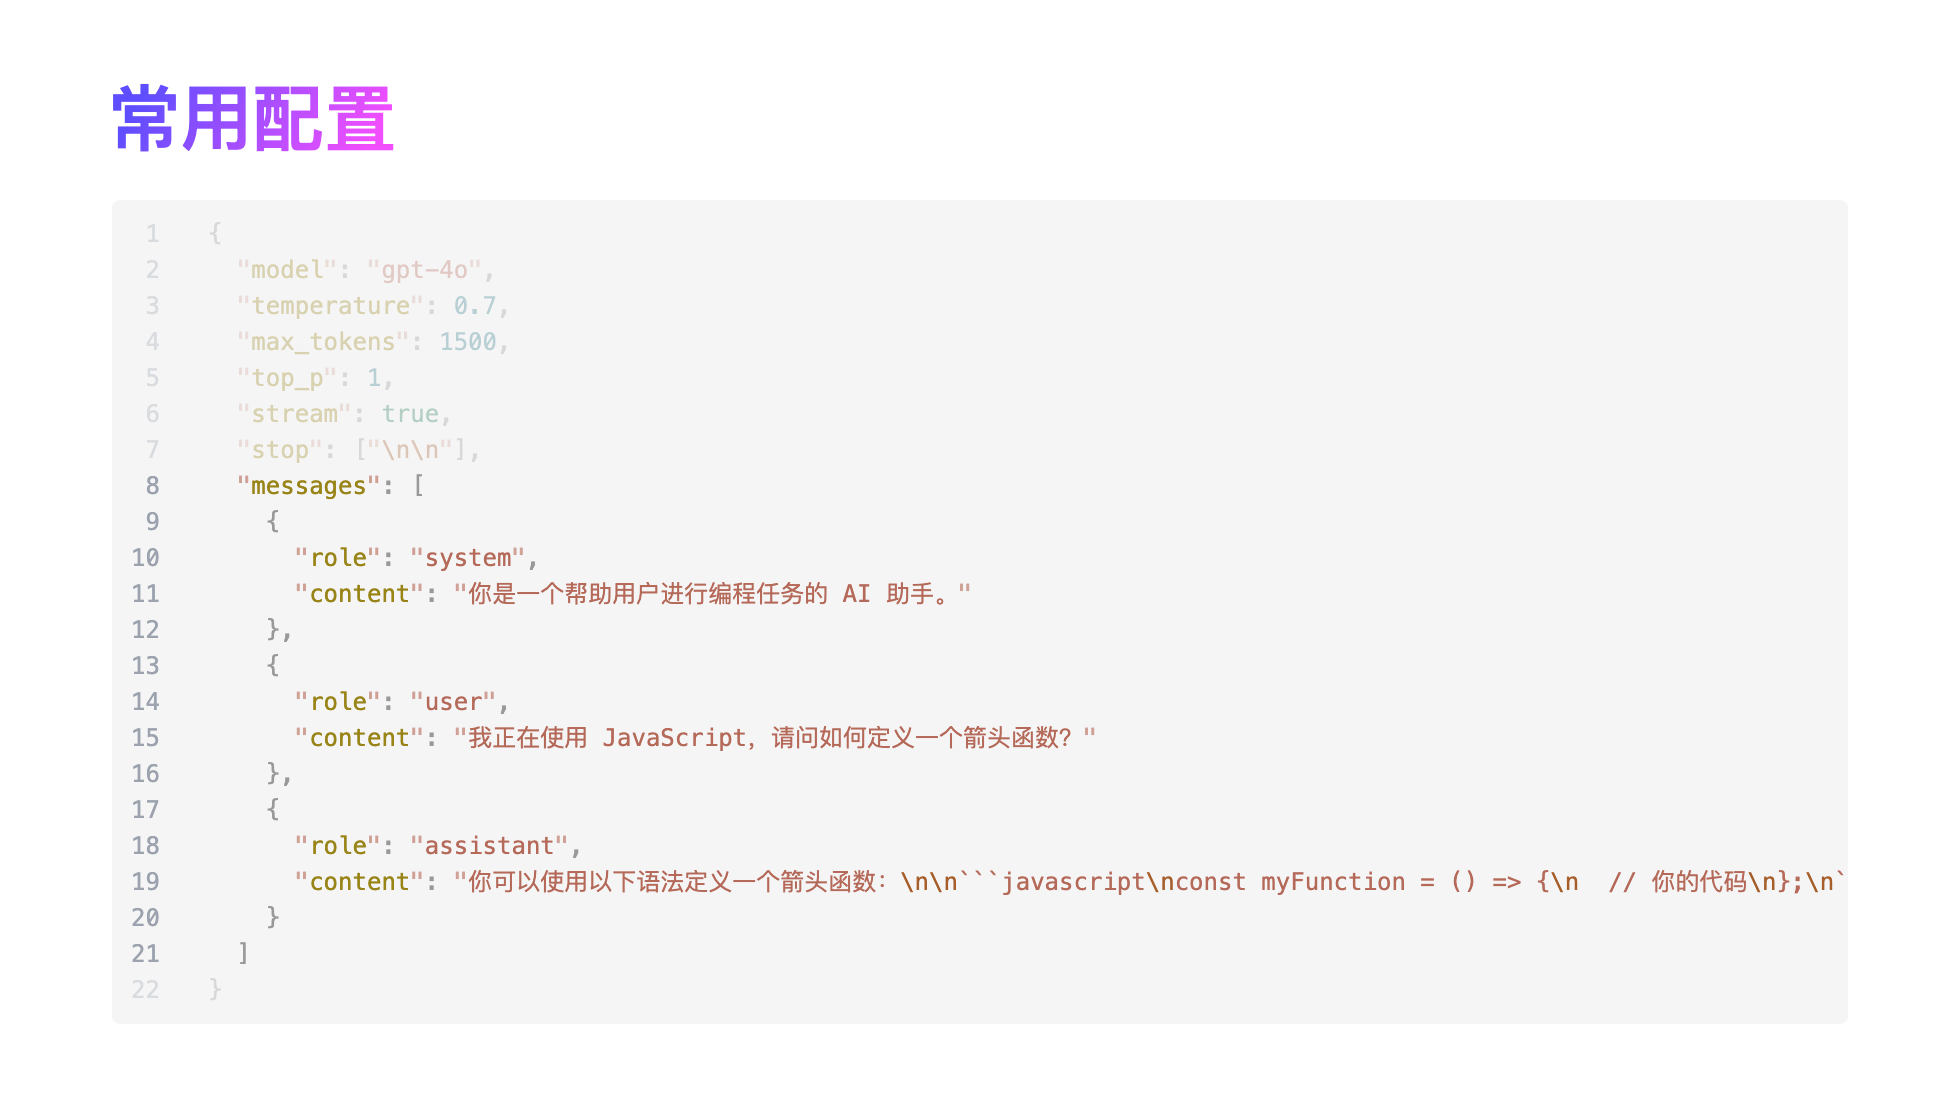 常用配置
1 {
2 "model": "gpt-4o",
3 "temperature": 0.7,
4 "max_tokens": 1500,
5 "top_p": 1,
6 "stream": true,
7 "stop": ["\n\n"],
8 "messages": [
9 {
10 "role": "system",
11 "content": "你是一个帮助用户进行编程任务的 AI 助手。"
12 },
13 {
14 "role": "user",
15 "content": "我正在使用 JavaScript，请问如何定义一个箭头函数？"
16 },
17 {
18 "role": "assistant",
19 "content": "你可以使用以下语法定义一个箭头函数：\n\n```javascript\nconst myFunction = () => {\n  // 你的代码\n};\n`
20 }
21 ]
22 }